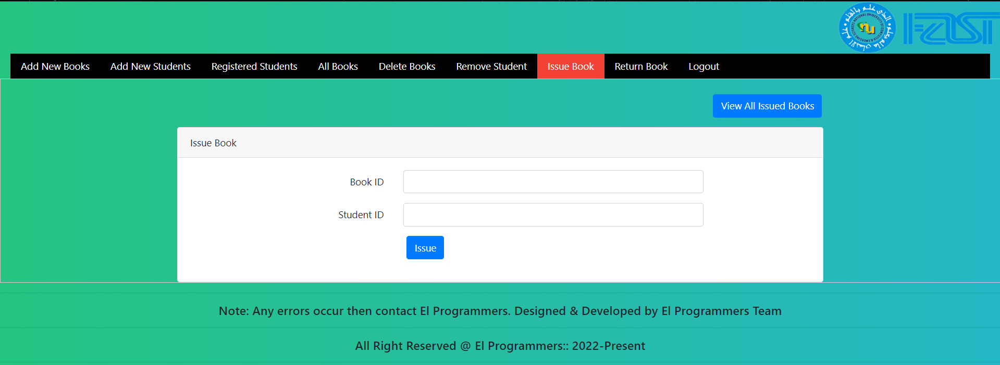 FAST
Add New Books Add New Students Registered Students All Books Delete Books Remove Student Issue Book Return Book Logout
View All Issued Books
Issue Book
Book ID
Student ID
Issue
Note: Any errors occur then contact El Programmers. Designed & Developed by El Programmers Team
All Right Reserved @ El Programmers:: 2022-Present